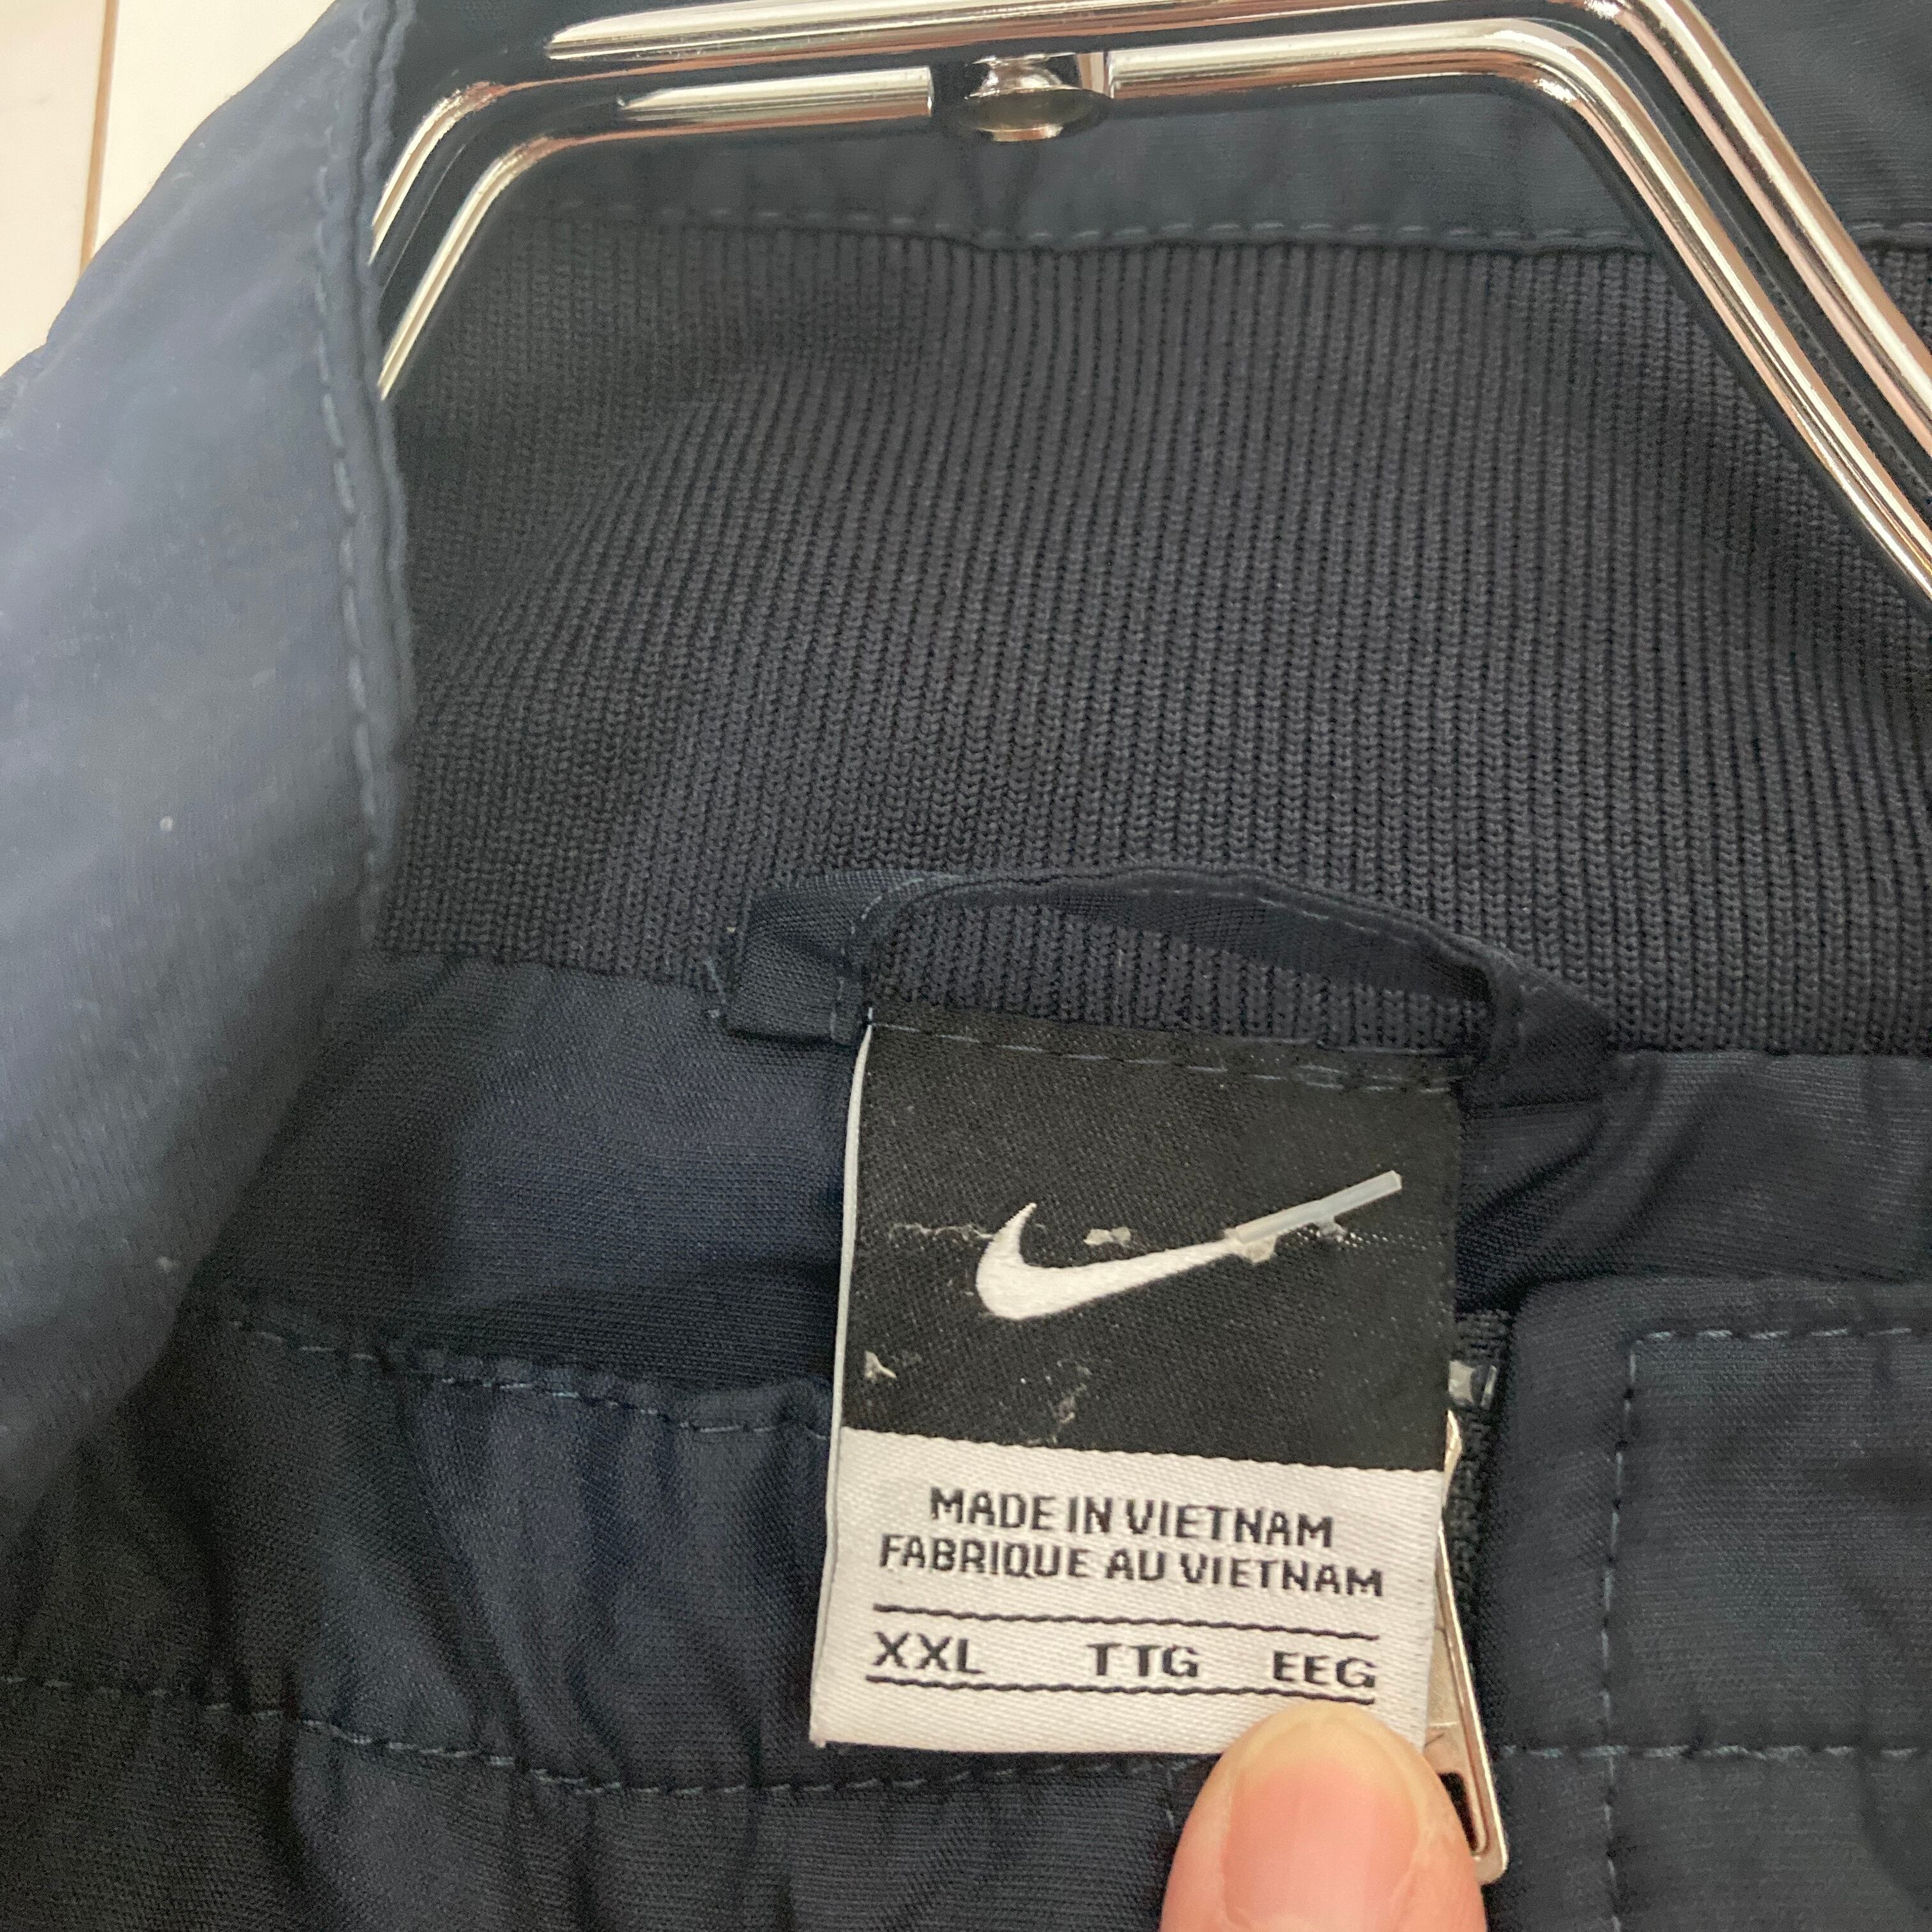 MADE IN VIETNAM
FABRIQUE AU VIETNAM
XXL TTG EEG